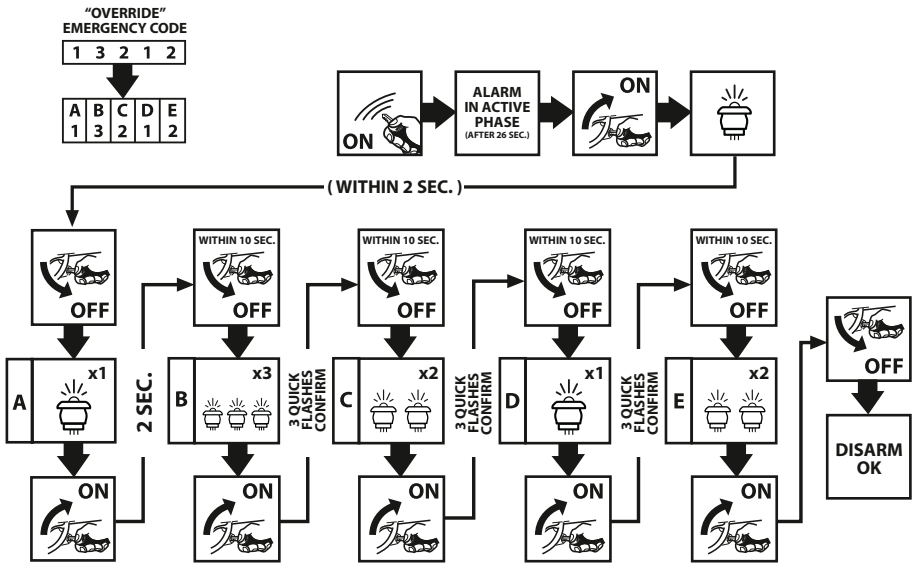 “OVERRIDE”
EMERGENCY CODE
1 3 2 1 2
A B C D E
1 3 2 1 2
ON
ALARM
IN ACTIVE
PHASE
(AFTER 26 SEC.)
ON
( WITHIN 2 SEC. )
OFF
A
x1
ON
2 SEC.
WITHIN 10 SEC.
OFF
B
x3
ON
3 QUICK
FLASHES
CONFIRM
WITHIN 10 SEC.
OFF
C
x2
ON
3 QUICK
FLASHES
CONFIRM
WITHIN 10 SEC.
OFF
D
x1
ON
3 QUICK
FLASHES
CONFIRM
WITHIN 10 SEC.
OFF
E
x2
ON
OFF
DISARM
OK